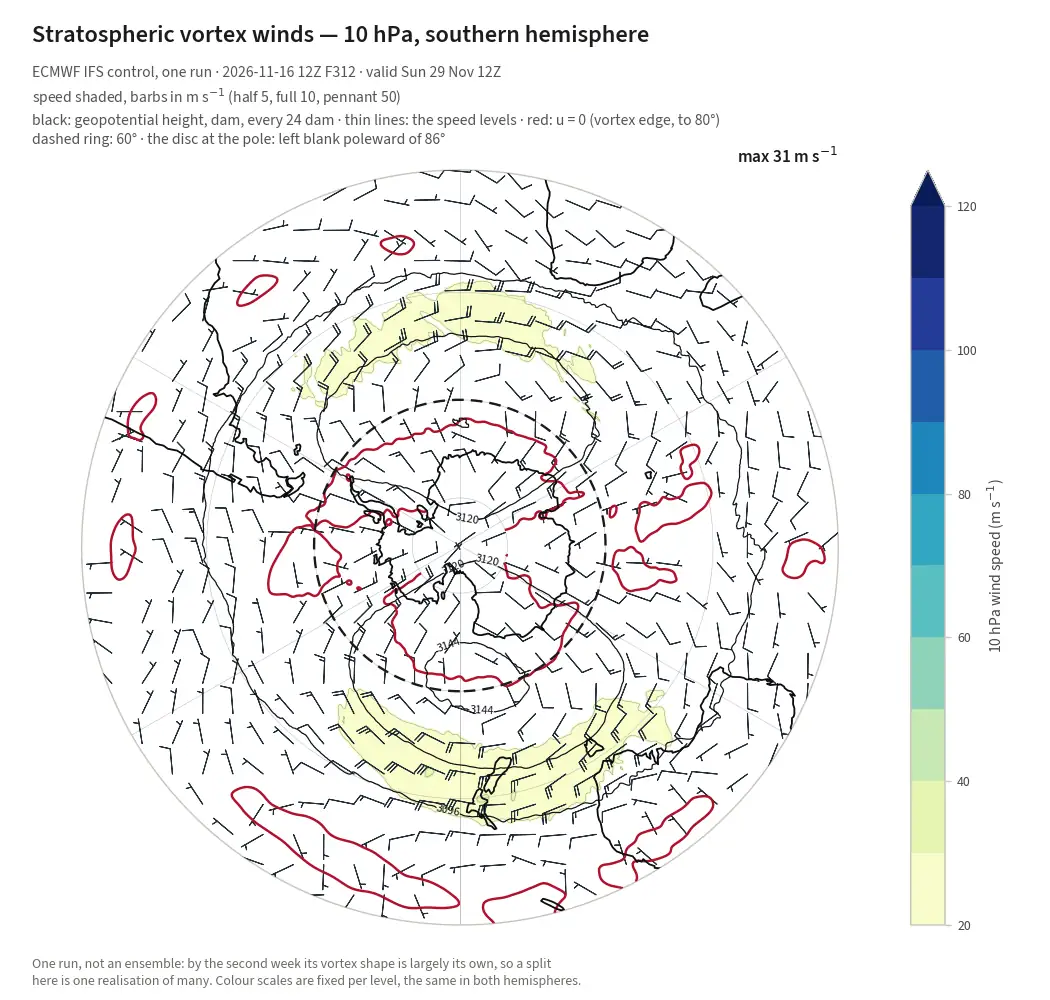 Stratospheric vortex winds — 10 hPa, southern hemisphere
ECMWF IFS control, one run · 2026-11-16 12Z F312 · valid Sun 29 Nov 12Z
speed shaded, barbs in m s⁻¹ (half 5, full 10, pennant 50)
black: geopotential height, dam, every 24 dam · thin lines: the speed levels · red: u = 0 (vortex edge, to 80°)
dashed ring: 60° · the disc at the pole: left blank poleward of 86°
max 31 m s⁻¹
120
100
80
60
40
20
10 hPa wind speed (m s⁻¹)
3120
3120
3120
3144
3144
3096
One run, not an ensemble: by the second week its vortex shape is largely its own, so a split
here is one realisation of many. Colour scales are fixed per level, the same in both hemispheres.